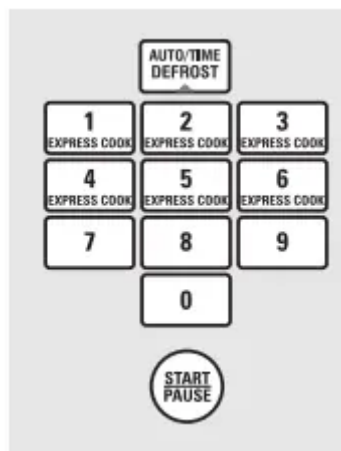 AUTO/TIME
DEFROST
1 2 3
EXPRESS COOK EXPRESS COOK EXPRESS COOK
4 5 6
EXPRESS COOK EXPRESS COOK EXPRESS COOK
7 8 9
0
START
PAUSE